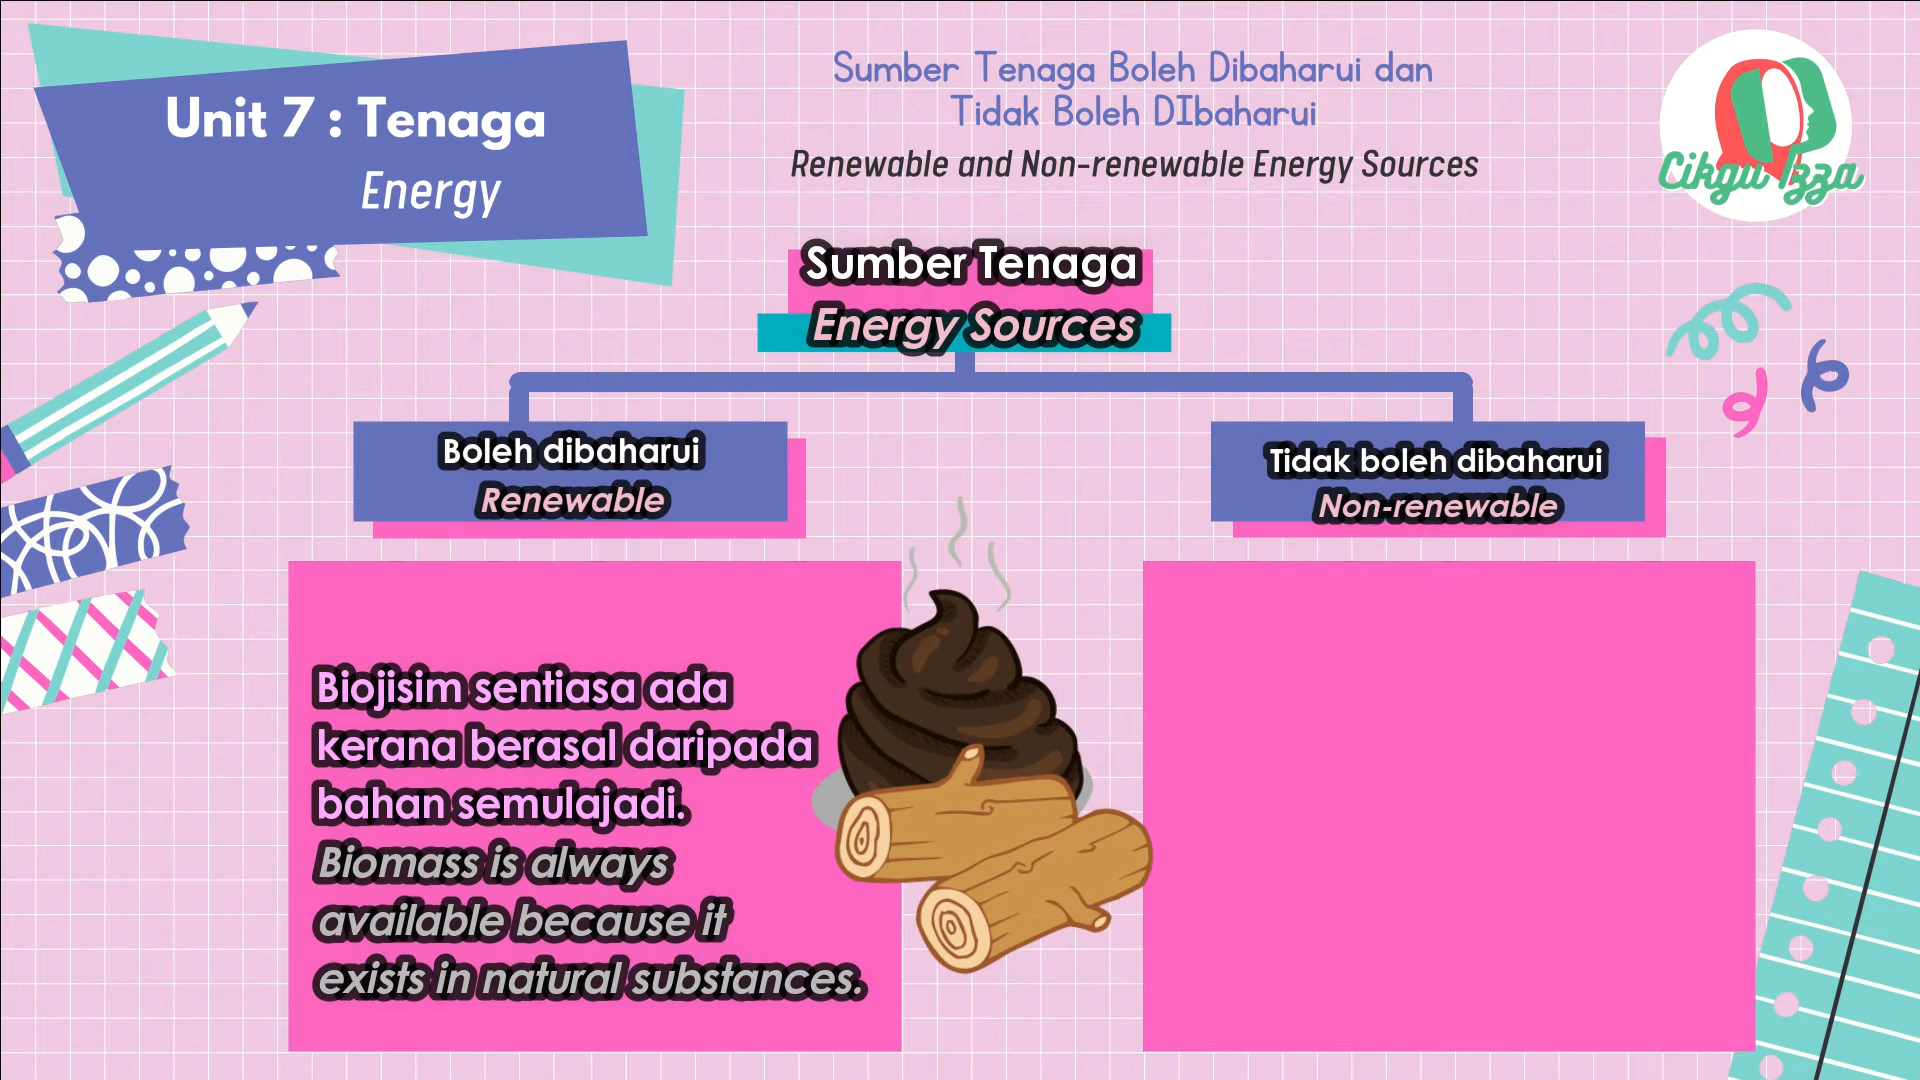 Unit 7 : Tenaga
Energy
Sumber Tenaga Boleh Dibaharui dan
Tidak Boleh DIbaharui
Renewable and Non-renewable Energy Sources
Cikgu Izza
Sumber Tenaga
Energy Sources
Boleh dibaharui
Renewable
Tidak boleh dibaharui
Non-renewable
Biojisim sentiasa ada
kerana berasal daripada
bahan semulajadi.
Biomass is always
available because it
exists in natural substances.